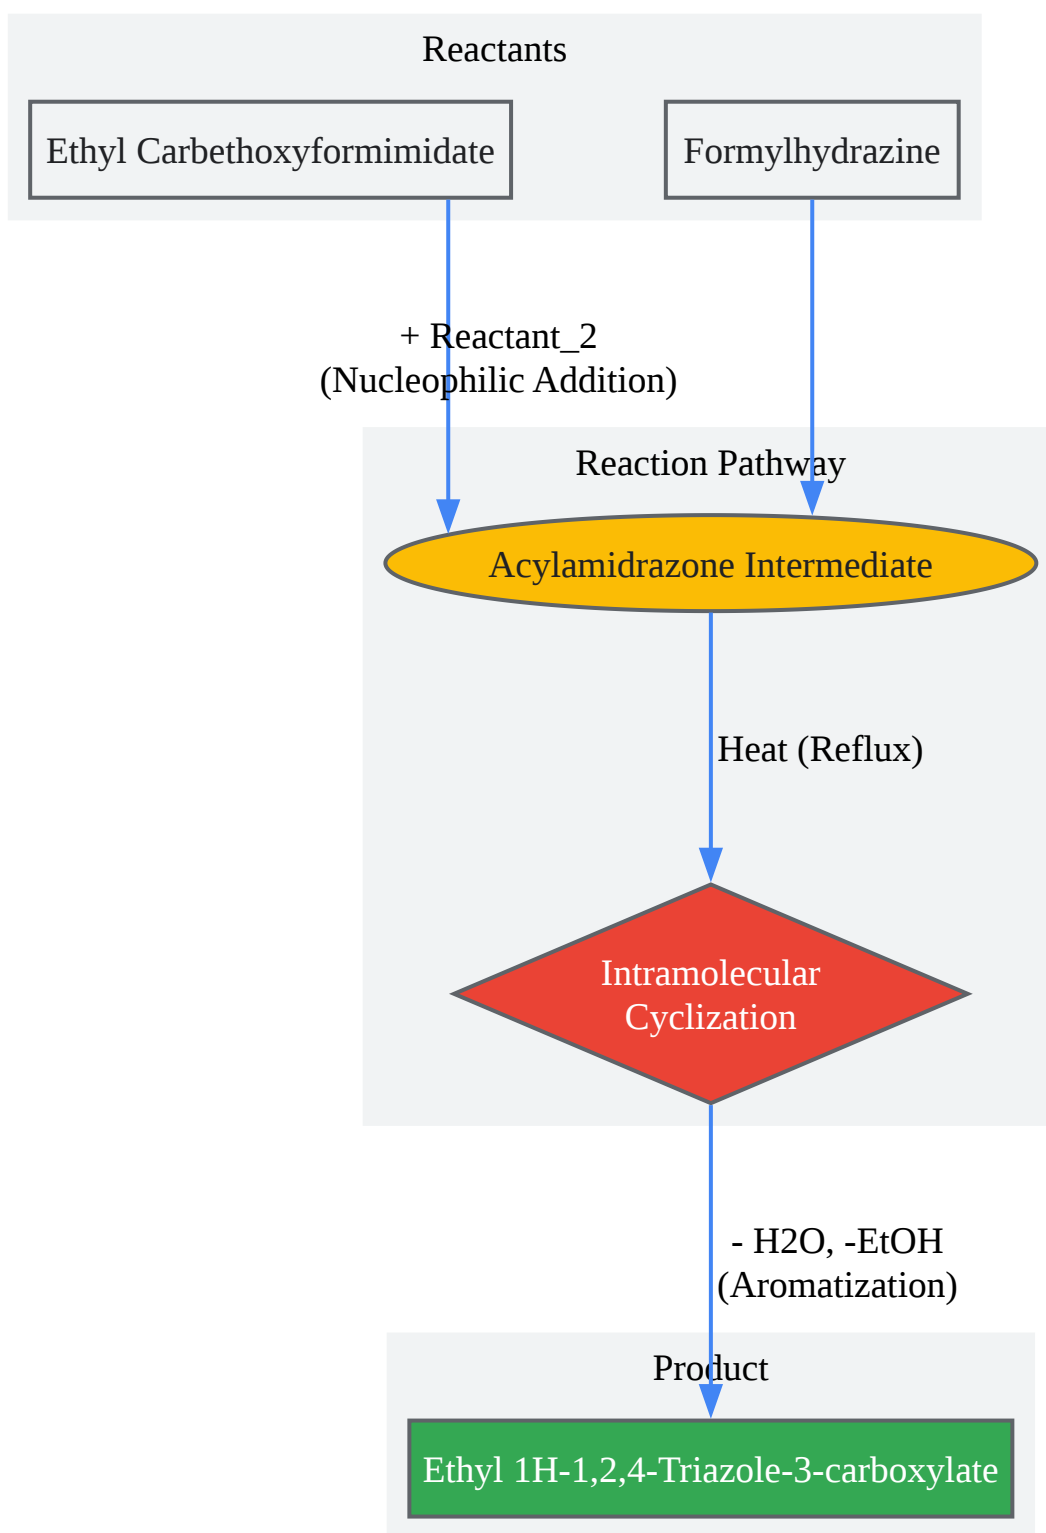 Reactants
Ethyl Carbethoxyformimidate
Formylhydrazine
+ Reactant_2
(Nucleophilic Addition)
Reaction Pathway
Acylamidrazone Intermediate
Heat (Reflux)
Intramolecular
Cyclization
- H2O, -EtOH
(Aromatization)
Product
Ethyl 1H-1,2,4-Triazole-3-carboxylate